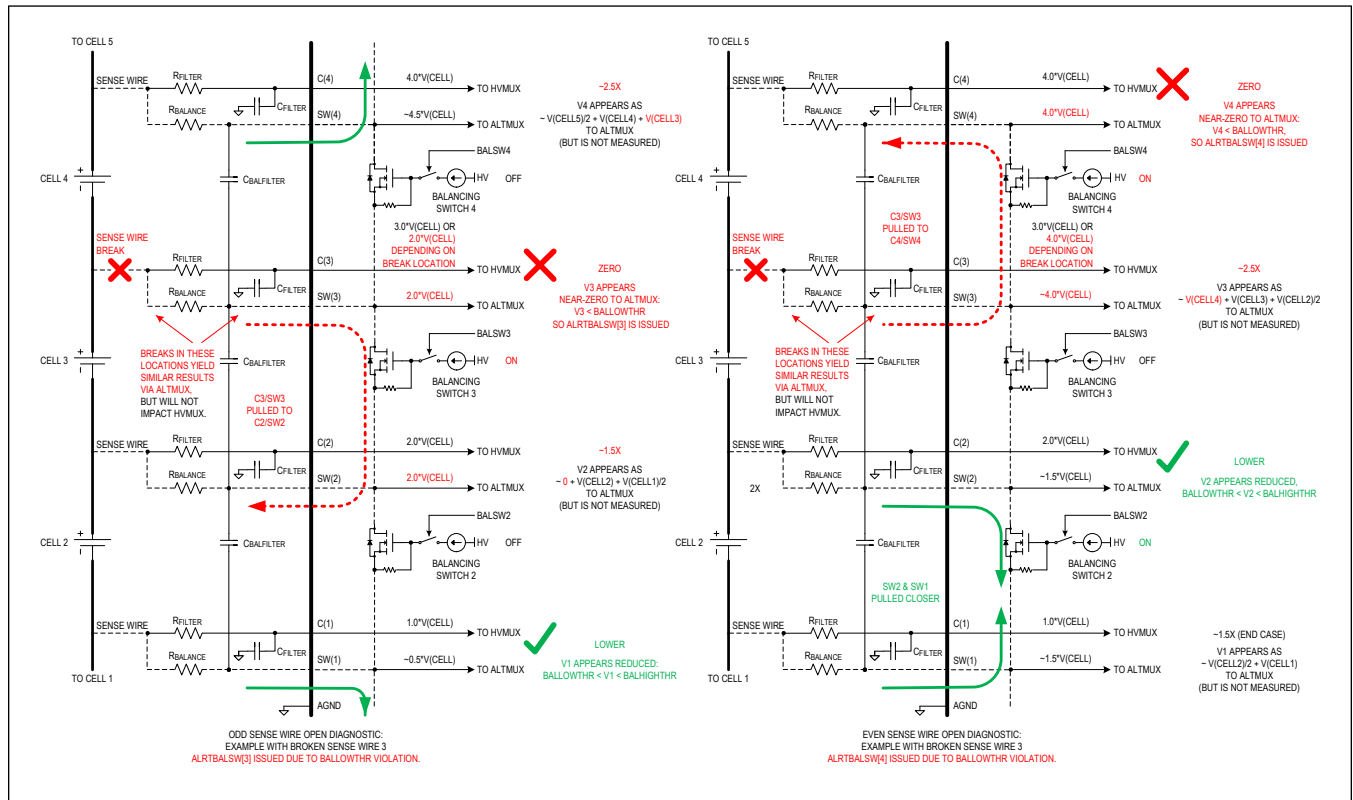 TO CELL 5
SENSE WIRE
RFILTER
C(4)
4.0*V(CELL)
TO HVMUX
~2.5X
CFILTER
RBALANCE
SW(4)
~4.5*V(CELL)
TO ALTMUX
V4 APPEARS AS
~ V(CELL5)/2 + V(CELL4) + V(CELL3)
TO ALTMUX
(BUT IS NOT MEASURED)
BALSW4
CELL 4
+
-
CBALFILTER
HV
OFF
BALANCING
SWITCH 4
SENSE WIRE
BREAK
RFILTER
C(3)
3.0*V(CELL) OR
2.0*V(CELL)
DEPENDING ON
BREAK LOCATION
TO HVMUX
ZERO
CFILTER
RBALANCE
SW(3)
2.0*V(CELL)
TO ALTMUX
V3 APPEARS
NEAR-ZERO TO ALTMUX:
V3 < BALLOWTHR
SO ALRTBALSW[3] IS ISSUED
BALSW3
CELL 3
+
-
BREAKS IN THESE
LOCATIONS YIELD
SIMILAR RESULTS
VIA ALTMUX,
BUT WILL NOT
IMPACT HVMUX.
CBALFILTER
HV
ON
BALANCING
SWITCH 3
C3/SW3
PULLED TO
C2/SW2
SENSE WIRE
RFILTER
C(2)
2.0*V(CELL)
TO HVMUX
~1.5X
CFILTER
RBALANCE
SW(2)
2.0*V(CELL)
TO ALTMUX
V2 APPEARS AS
~ 0 + V(CELL2) + V(CELL1)/2
TO ALTMUX
(BUT IS NOT MEASURED)
BALSW2
CELL 2
+
-
CBALFILTER
HV
OFF
BALANCING
SWITCH 2
SENSE WIRE
RFILTER
C(1)
1.0*V(CELL)
TO HVMUX
LOWER
CFILTER
RBALANCE
SW(1)
~0.5*V(CELL)
TO ALTMUX
V1 APPEARS REDUCED:
BALLOWTHR < V1 < BALHIGHTHR
TO CELL 1
AGND
ODD SENSE WIRE OPEN DIAGNOSTIC:
EXAMPLE WITH BROKEN SENSE WIRE 3
ALRTBALSW[3] ISSUED DUE TO BALLOWTHR VIOLATION.
TO CELL 5
SENSE WIRE
RFILTER
C(4)
4.0*V(CELL)
TO HVMUX
ZERO
CFILTER
RBALANCE
SW(4)
4.0*V(CELL)
TO ALTMUX
V4 APPEARS
NEAR-ZERO TO ALTMUX:
V4 < BALLOWTHR,
SO ALRTBALSW[4] IS ISSUED
BALSW4
CELL 4
+
-
CBALFILTER
HV
ON
BALANCING
SWITCH 4
C3/SW3
PULLED TO
C4/SW4
SENSE WIRE
BREAK
RFILTER
C(3)
3.0*V(CELL) OR
4.0*V(CELL)
DEPENDING ON
BREAK LOCATION
TO HVMUX
~2.5X
CFILTER
RBALANCE
SW(3)
~4.0*V(CELL)
TO ALTMUX
V3 APPEARS AS
~ V(CELL4) + V(CELL3) + V(CELL2)/2
TO ALTMUX
(BUT IS NOT MEASURED)
BALSW3
CELL 3
+
-
BREAKS IN THESE
LOCATIONS YIELD
SIMILAR RESULTS
VIA ALTMUX,
BUT WILL NOT
IMPACT HVMUX.
CBALFILTER
HV
OFF
BALANCING
SWITCH 3
SENSE WIRE
RFILTER
C(2)
2.0*V(CELL)
TO HVMUX
LOWER
CFILTER
2X
RBALANCE
SW(2)
~1.5*V(CELL)
TO ALTMUX
V2 APPEARS REDUCED,
BALLOWTHR < V2 < BALHIGHTHR
BALSW2
CELL 2
+
-
CBALFILTER
HV
ON
BALANCING
SWITCH 2
SW2 & SW1
PULLED CLOSER
SENSE WIRE
RFILTER
C(1)
1.0*V(CELL)
TO HVMUX
~1.5X (END CASE)
CFILTER
RBALANCE
SW(1)
~1.5*V(CELL)
TO ALTMUX
V1 APPEARS AS
~ V(CELL2)/2 + V(CELL1)
TO ALTMUX
(BUT IS NOT MEASURED)
TO CELL 1
AGND
EVEN SENSE WIRE OPEN DIAGNOSTIC:
EXAMPLE WITH BROKEN SENSE WIRE 3
ALRTBALSW[4] ISSUED DUE TO BALLOWTHR VIOLATION.